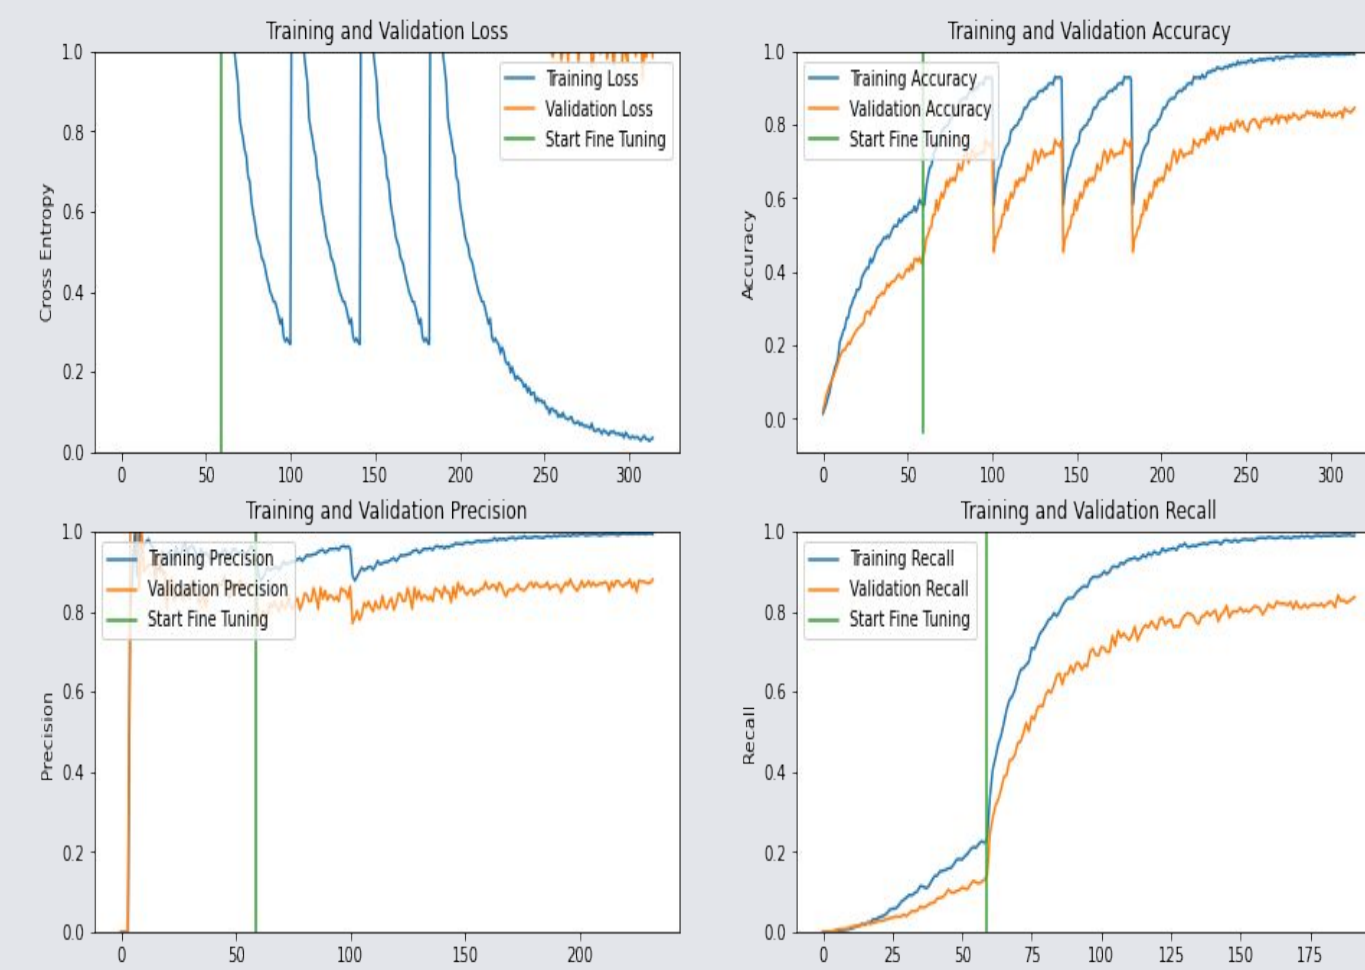 Training and Validation Loss
1.0
0.8
0.6
0.4
0.2
0.0
Cross Entropy
Training Loss
Validation Loss
Start Fine Tuning
0 50 100 150 200 250 300
Training and Validation Accuracy
1.0
0.8
0.6
0.4
0.2
0.0
Accuracy
Training Accuracy
Validation Accuracy
Start Fine Tuning
0 50 100 150 200 250 300
Training and Validation Precision
1.0
0.8
0.6
0.4
0.2
0.0
Precision
Training Precision
Validation Precision
Start Fine Tuning
0 50 100 150 200
Training and Validation Recall
1.0
0.8
0.6
0.4
0.2
0.0
Recall
Training Recall
Validation Recall
Start Fine Tuning
0 25 50 75 100 125 150 175